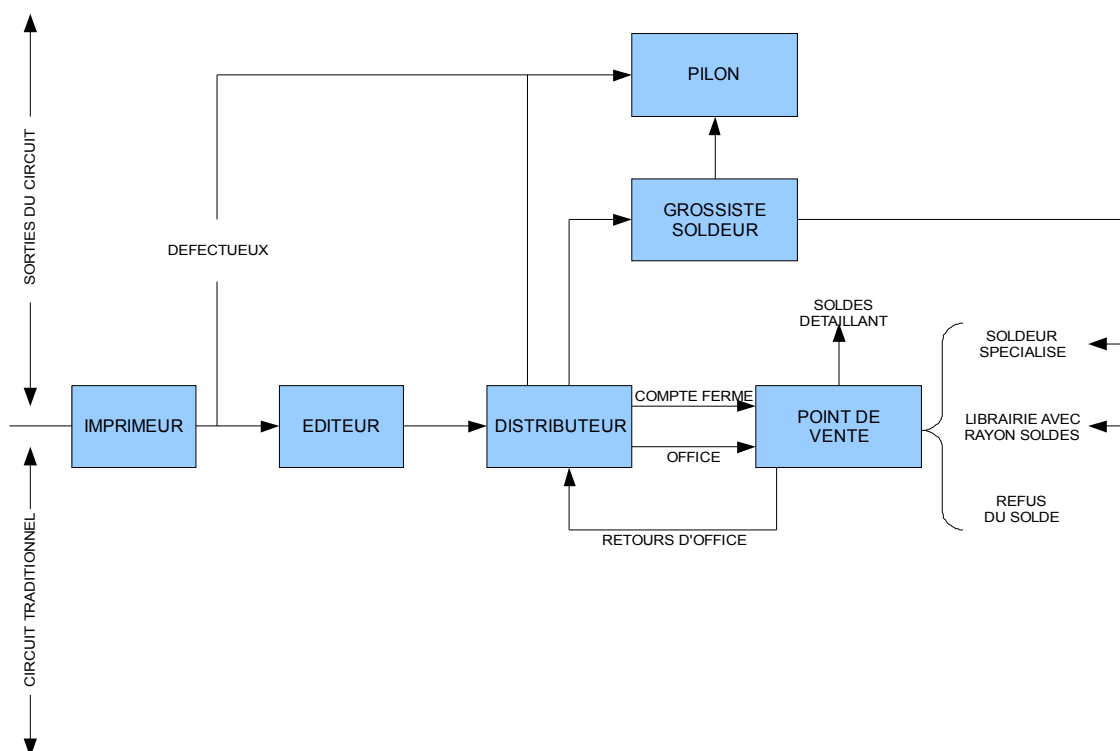 PILON
GROSSISTE
SOLDEUR
SORTIES DU CIRCUIT
DEFECTUEUX
SOLDES
DETAILLANT
SOLDEUR
SPECIALISE
IMPRIMEUR
EDITEUR
DISTRIBUTEUR
COMPTE FERME
OFFICE
POINT DE
VENTE
LIBRAIRIE AVEC
RAYON SOLDES
REFUS
DU SOLDE
RETOURS D'OFFICE
CIRCUIT TRADITIONNEL